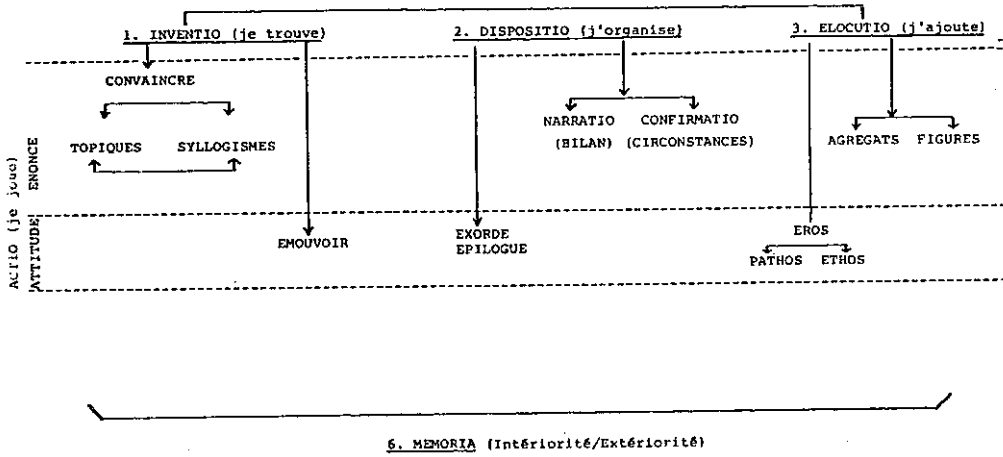 1. INVENTIO (je trouve) 2. DISPOSITIO (j'organise) 3. ELOCUTIO (j'ajoute)
CONVAINCRE
NARRATIO CONFIRMATIO
(BILAN) (CIRCONSTANCES)
AGREGATS FIGURES
TOPIQUES SYLLOGISMES
ACTIO (je joue)
ENONCE
ATTITUDE
EMOUVOIR
EXORDE
EPILOGUE
EROS
PATHOS ETHOS
6. MEMORIA (Intériorité/Extériorité)